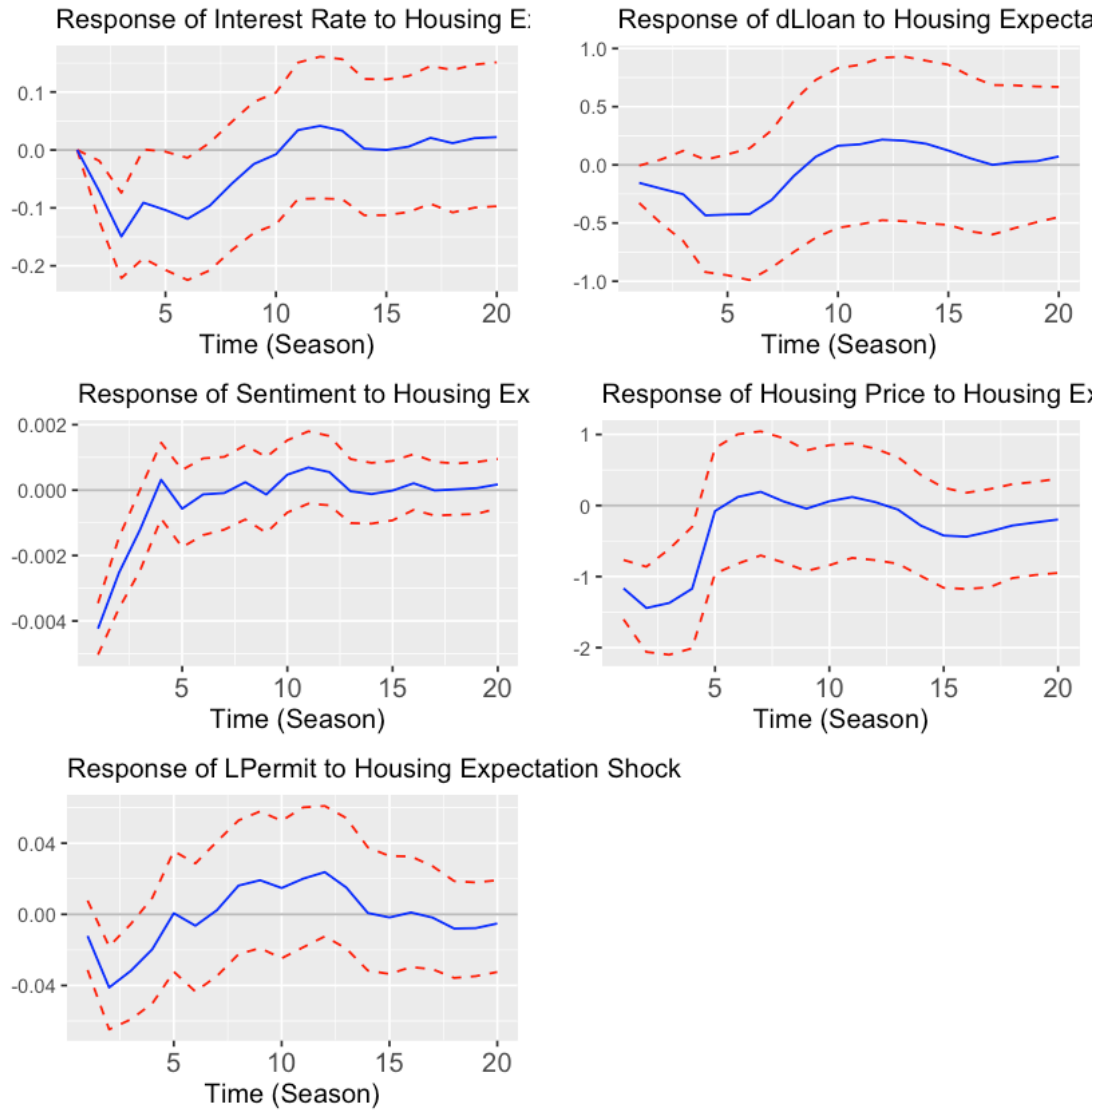 Response of Interest Rate to Housing E
0.1
0.0
-0.1
-0.2
5 10 15 20
Time (Season)
Response of dLloan to Housing Expecta
1.0
0.5
0.0
-0.5
-1.0
5 10 15 20
Time (Season)
Response of Sentiment to Housing Ex
0.002
0.000
-0.002
-0.004
5 10 15 20
Time (Season)
Response of Housing Price to Housing Ex
1
0
-1
-2
5 10 15 20
Time (Season)
Response of LPermit to Housing Expectation Shock
0.04
0.00
-0.04
5 10 15 20
Time (Season)